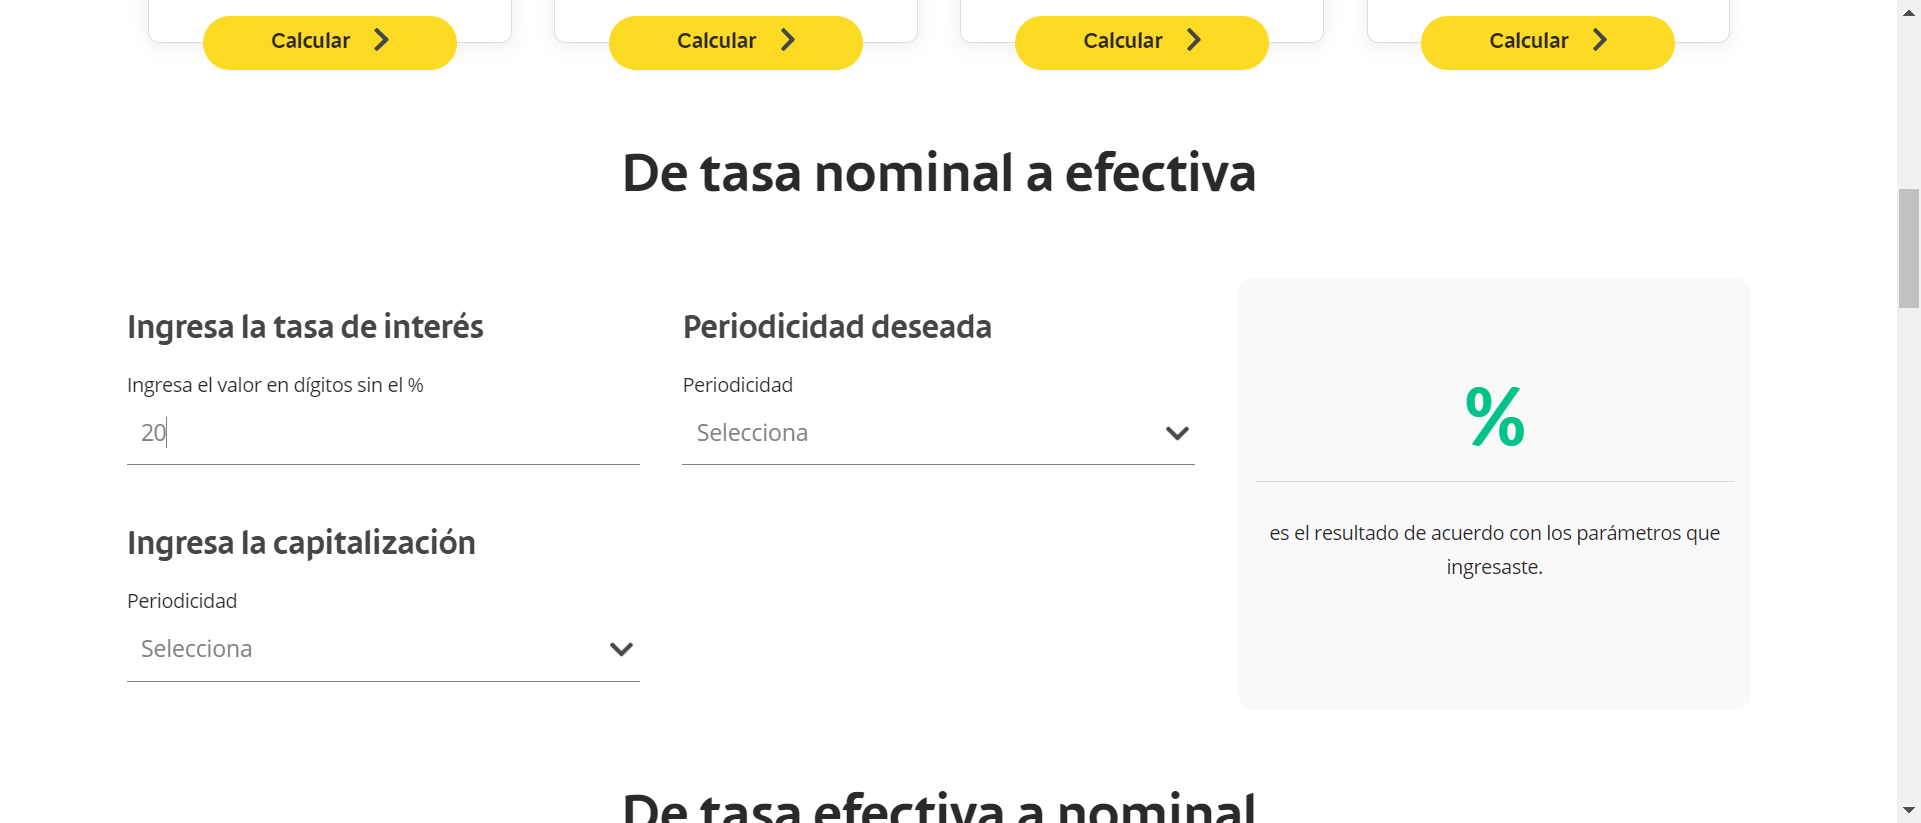 Calcular
Calcular
Calcular
Calcular
De tasa nominal a efectiva
Ingresa la tasa de interés
Ingresa el valor en dígitos sin el %
20
Periodicidad deseada
Periodicidad
Selecciona
Ingresa la capitalización
Periodicidad
Selecciona
%
es el resultado de acuerdo con los parámetros que
ingresaste.
De tasa efectiva a nominal